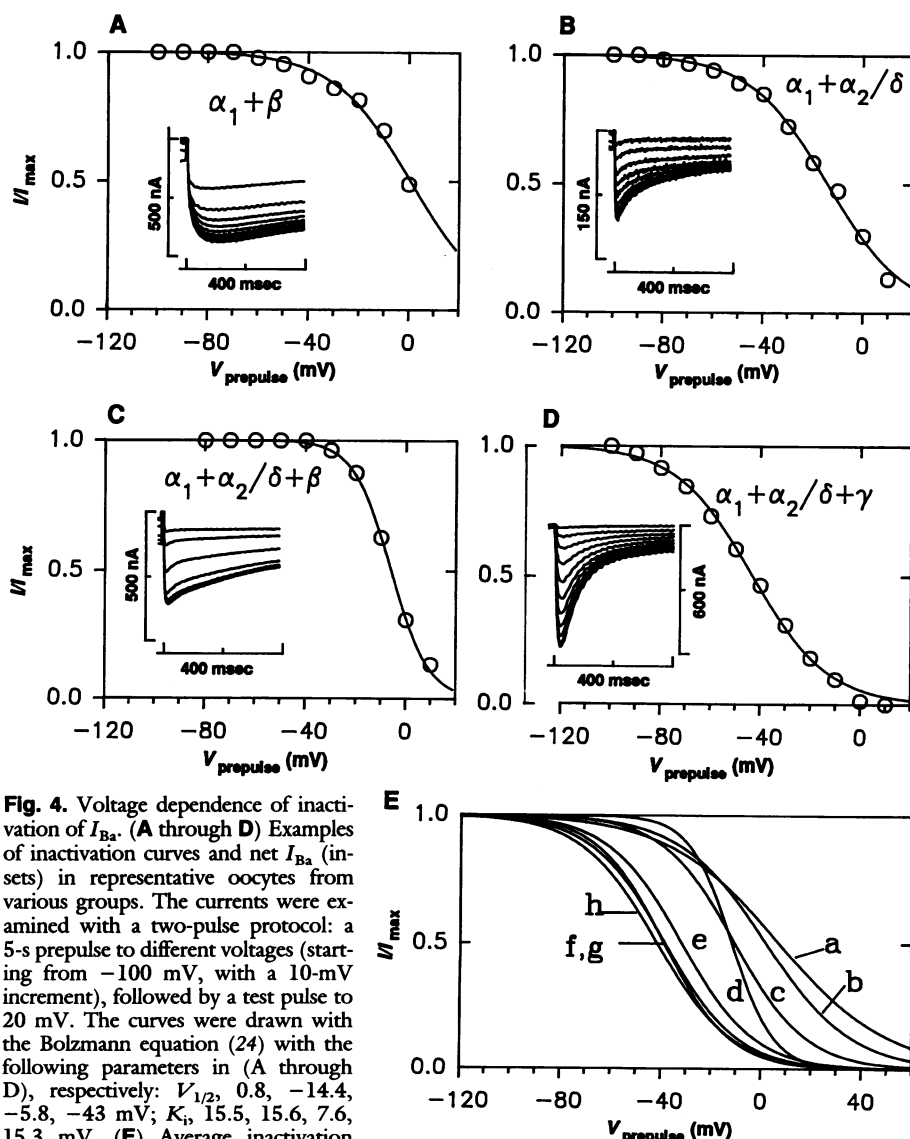 A
1.0
0.5
0.0
I/Imax
α1+β
500 nA
400 msec
−120 −80 −40 0
Vprepulse (mV)
B
1.0
0.5
0.0
α1+α2/δ
150 nA
400 msec
−120 −80 −40 0
Vprepulse (mV)
C
1.0
0.5
0.0
I/Imax
α1+α2/δ+β
500 nA
400 msec
−120 −80 −40 0
Vprepulse (mV)
D
1.0
0.5
0.0
α1+α2/δ+γ
600 nA
400 msec
−120 −80 −40 0
Vprepulse (mV)
Fig. 4. Voltage dependence of inacti-
vation of IBa. (A through D) Examples
of inactivation curves and net IBa (in-
sets) in representative oocytes from
various groups. The currents were ex-
amined with a two-pulse protocol: a
5-s prepulse to different voltages (start-
ing from −100 mV, with a 10-mV
increment), followed by a test pulse to
20 mV. The curves were drawn with
the Bolzmann equation (24) with the
following parameters in (A through
D), respectively: V1/2, 0.8, −14.4,
−5.8, −43 mV; Ki, 15.5, 15.6, 7.6,
15.3 mV. (E) Average inactivation
E
1.0
0.5
0.0
I/Imax
h
f,g
e
d
c
b
a
−120 −80 −40 0 40
Vprepulse (mV)